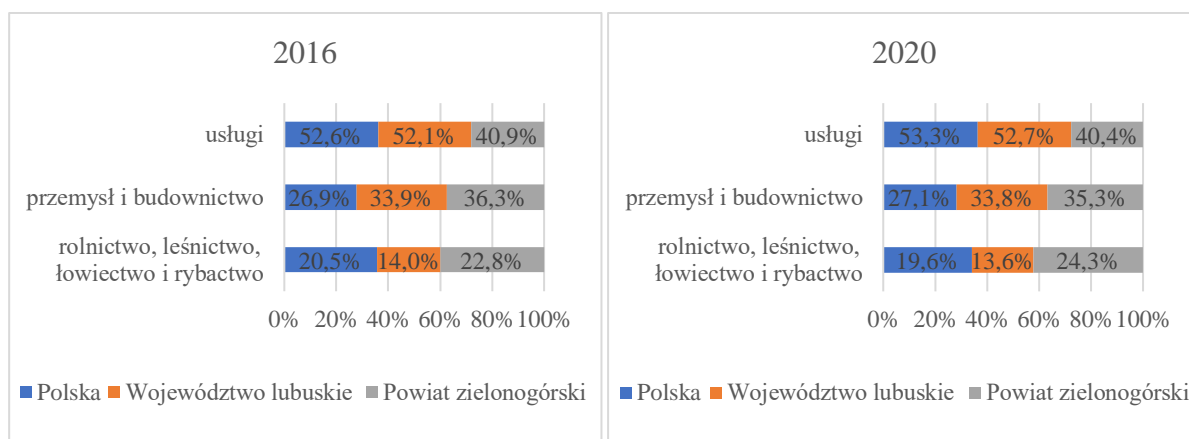 2016
usługi
52,6% 52,1% 40,9%
przemysł i budownictwo
26,9% 33,9% 36,3%
rolnictwo, leśnictwo,
łowiectwo i rybactwo
20,5% 14,0% 22,8%
0% 20% 40% 60% 80% 100%
Polska Województwo lubuskie Powiat zielonogórski
2020
usługi
53,3% 52,7% 40,4%
przemysł i budownictwo
27,1% 33,8% 35,3%
rolnictwo, leśnictwo,
łowiectwo i rybactwo
19,6% 13,6% 24,3%
0% 20% 40% 60% 80% 100%
Polska Województwo lubuskie Powiat zielonogórski